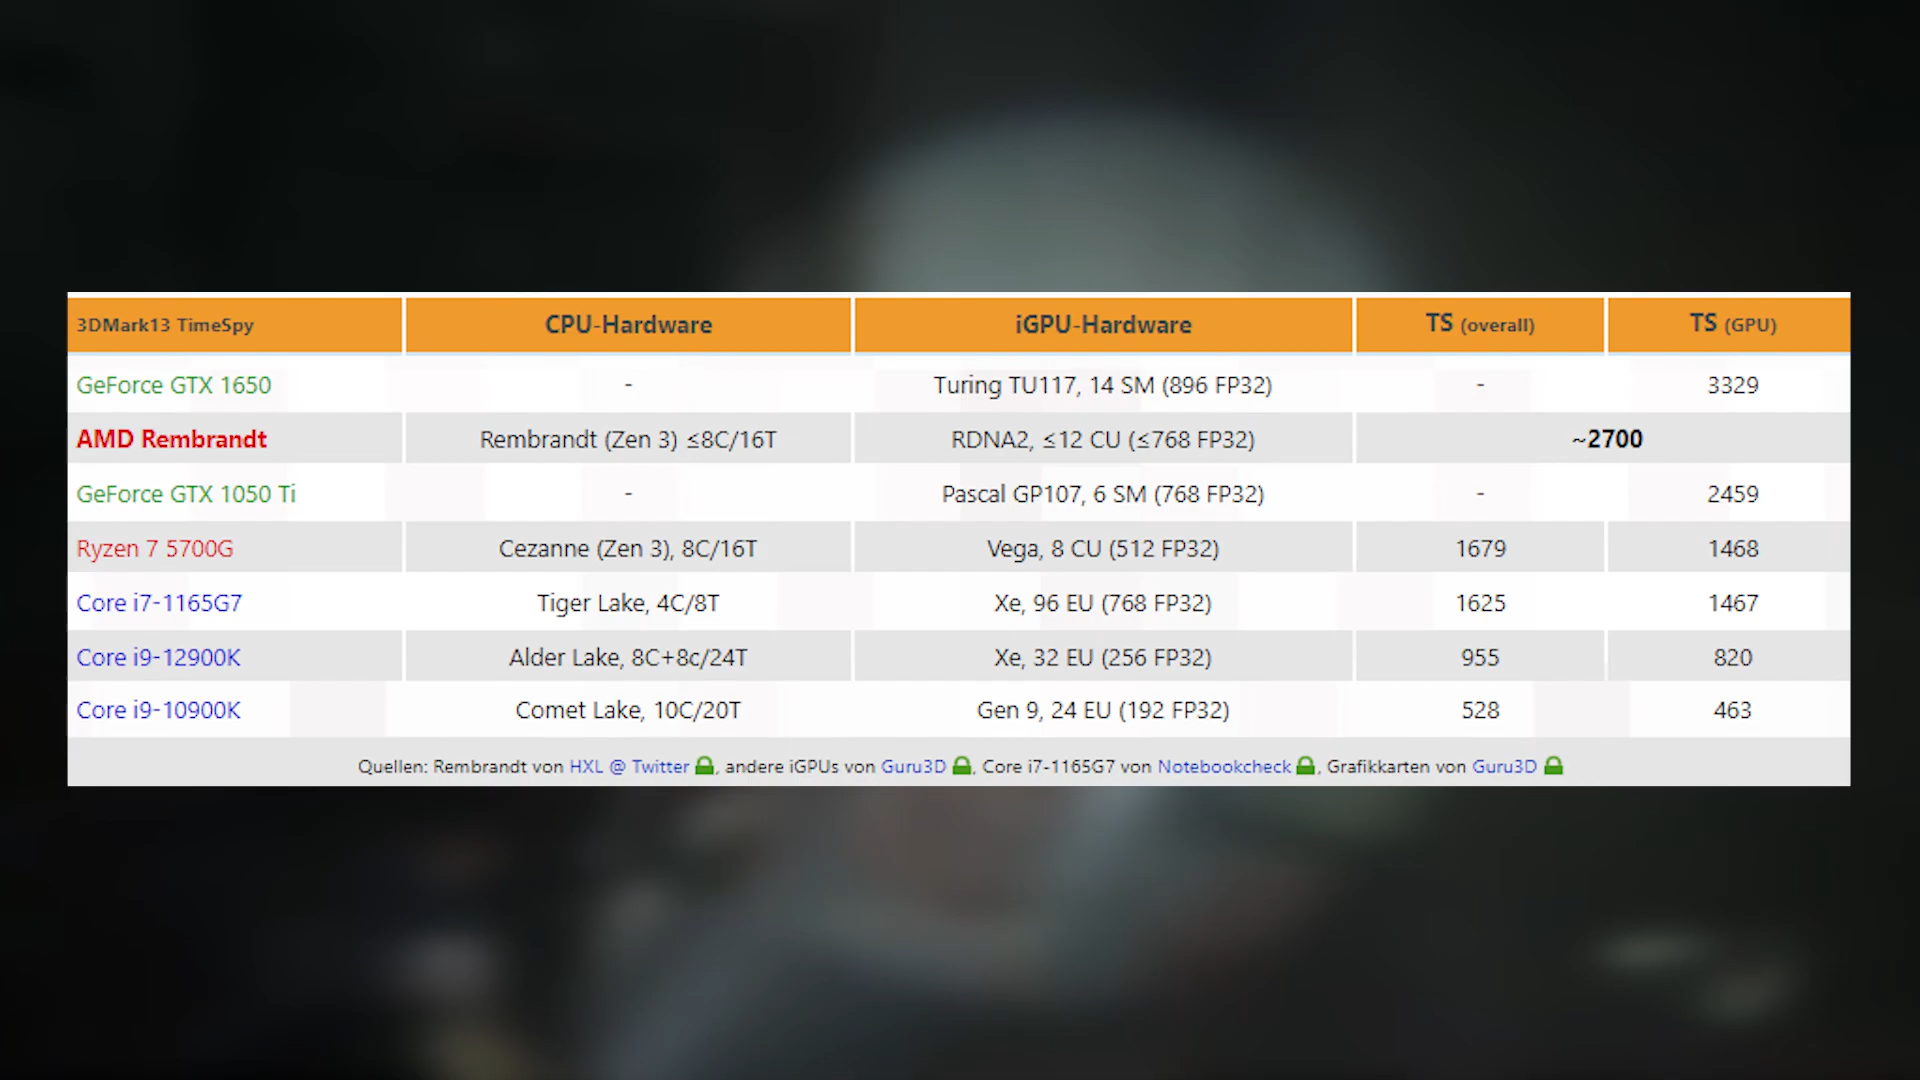 3DMark13 TimeSpy CPU-Hardware iGPU-Hardware TS (overall) TS (GPU)
GeForce GTX 1650 - Turing TU117, 14 SM (896 FP32) - 3329
AMD Rembrandt Rembrandt (Zen 3) ≤8C/16T RDNA2, ≤12 CU (≤768 FP32) ~2700
GeForce GTX 1050 Ti - Pascal GP107, 6 SM (768 FP32) - 2459
Ryzen 7 5700G Cezanne (Zen 3), 8C/16T Vega, 8 CU (512 FP32) 1679 1468
Core i7-1165G7 Tiger Lake, 4C/8T Xe, 96 EU (768 FP32) 1625 1467
Core i9-12900K Alder Lake, 8C+8c/24T Xe, 32 EU (256 FP32) 955 820
Core i9-10900K Comet Lake, 10C/20T Gen 9, 24 EU (192 FP32) 528 463
Quellen: Rembrandt von HXL @ Twitter, andere iGPUs von Guru3D, Core i7-1165G7 von Notebookcheck, Grafikkarten von Guru3D